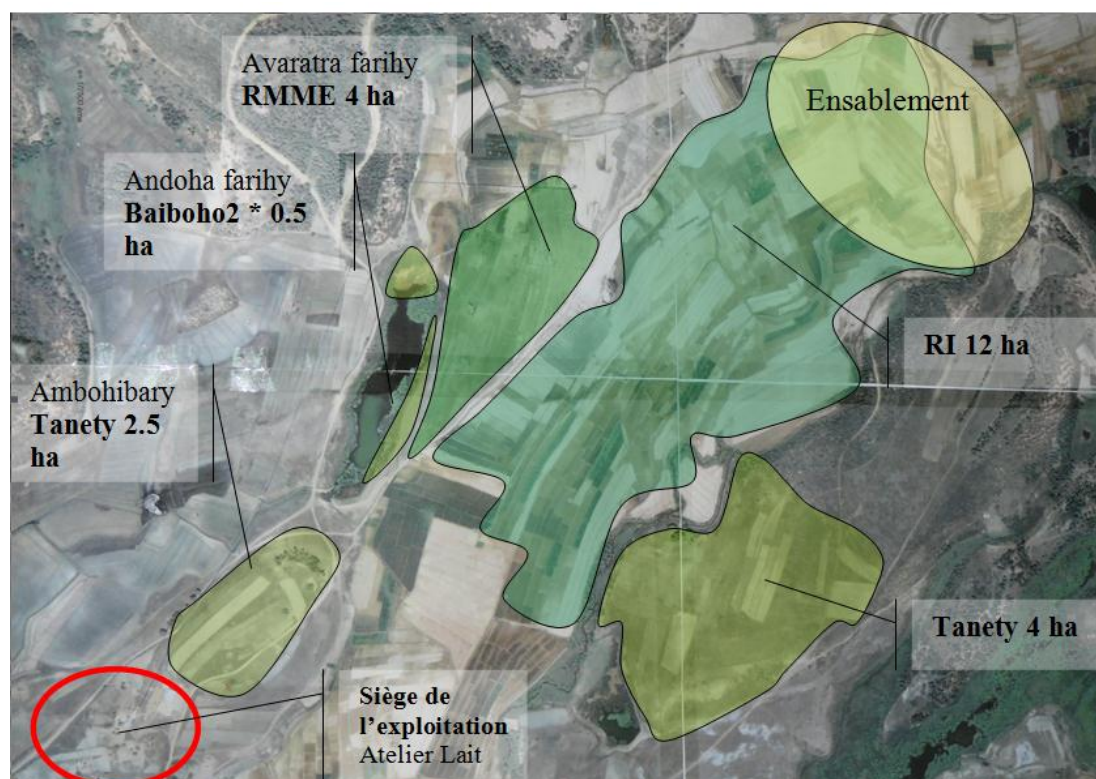 Avaratra farihy
RMME 4 ha
Ensablement
Andoha farihy
Baiboho2 * 0.5
ha
RI 12 ha
Ambohibary
Tanety 2.5
ha
Tanety 4 ha
Siège de
l’exploitation
Atelier Lait